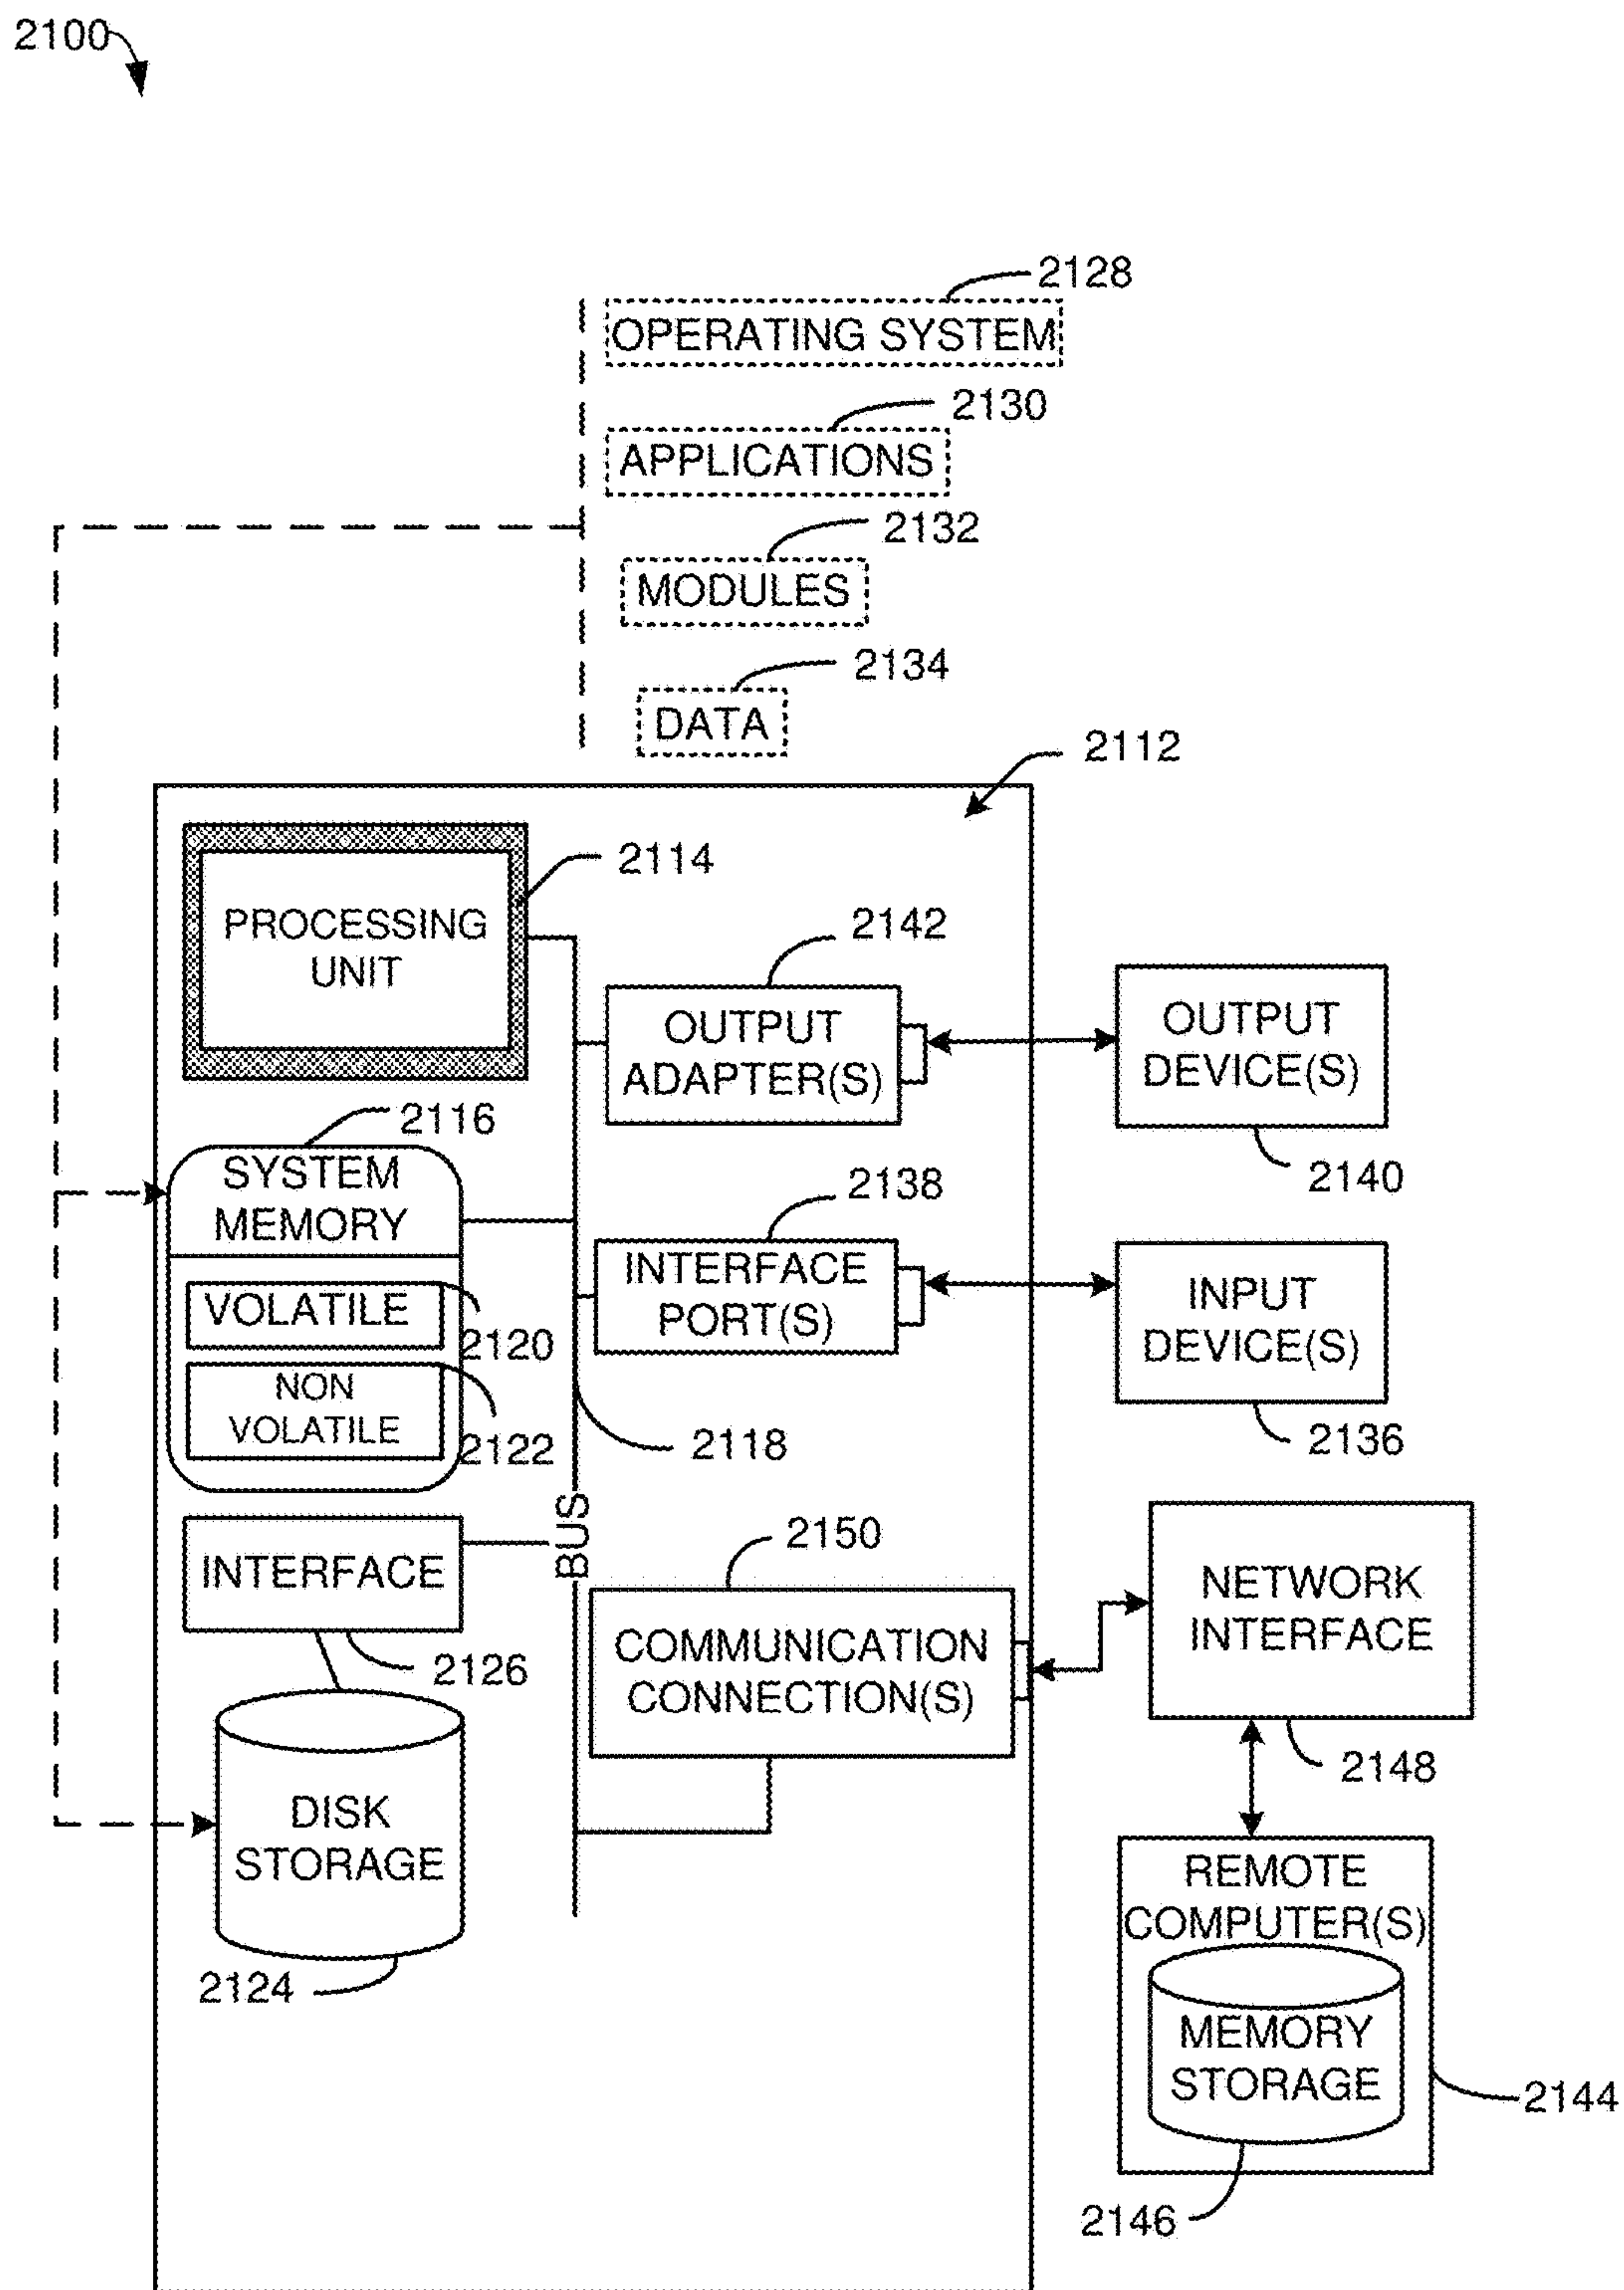 2100
2128
OPERATING SYSTEM
2130
APPLICATIONS
2132
MODULES
2134
DATA
2112
2114
PROCESSING
UNIT
2142
OUTPUT
ADAPTER(S)
OUTPUT
DEVICE(S)
2140
2116
SYSTEM
MEMORY
VOLATILE
2120
NON
VOLATILE
2122
2138
INTERFACE
PORT(S)
INPUT
DEVICE(S)
2136
2118
BUS
INTERFACE
2126
2150
COMMUNICATION
CONNECTION(S)
NETWORK
INTERFACE
2148
DISK
STORAGE
2124
REMOTE
COMPUTER(S)
MEMORY
STORAGE
2144
2146